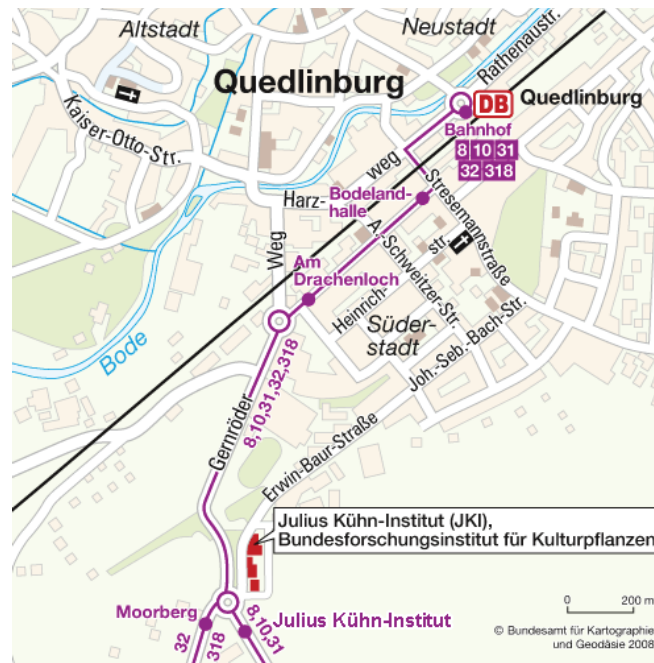 Altstadt
Neustadt
Rathenaustr.
Quedlinburg
DB Quedlinburg
Bahnhof
8 10 31
32 318
Kaiser-Otto-Str.
Harz-
weg
Bodeland-
halle
Stresemannstraße
A.-Schweitzer-Str.
Weg
Am
Drachenloch
Heinrich-
str.
Süder-
stadt
Joh.-Seb.-Bach-Str.
Bode
8,10,31,32,318
Gernröder
Erwin-Baur-Straße
Julius Kühn-Institut (JKI),
Bundesforschungsinstitut für Kulturpflanzen
Moorberg
32
318
8,10,31
Julius Kühn-Institut
0 200 m
© Bundesamt für Kartographie
und Geodäsie 2008